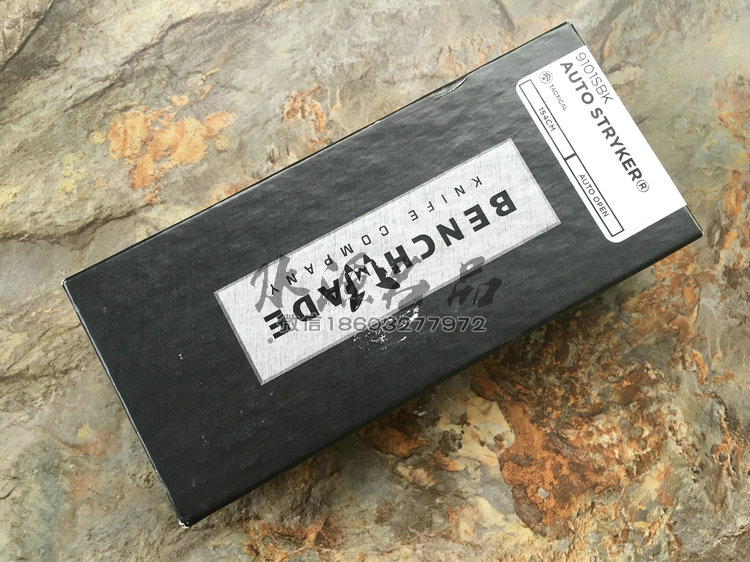 9101SBK
AUTO STRYKER®
TACTICAL
154CM
AUTO OPEN
BENCHMADE®
KNIFE COMPANY
品
微信18603277972